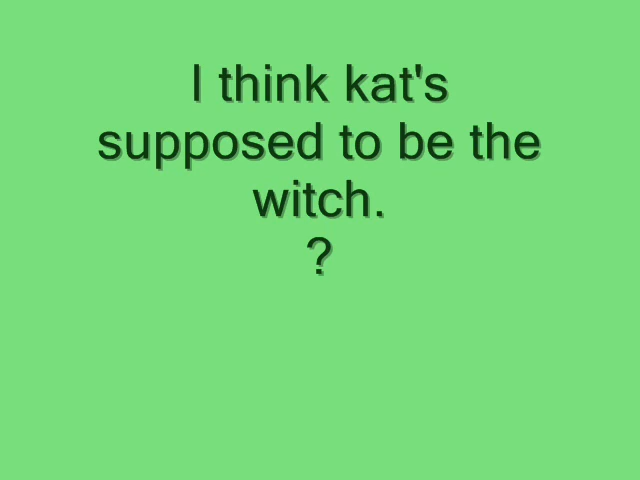 I think kat's
supposed to be the
witch.
?